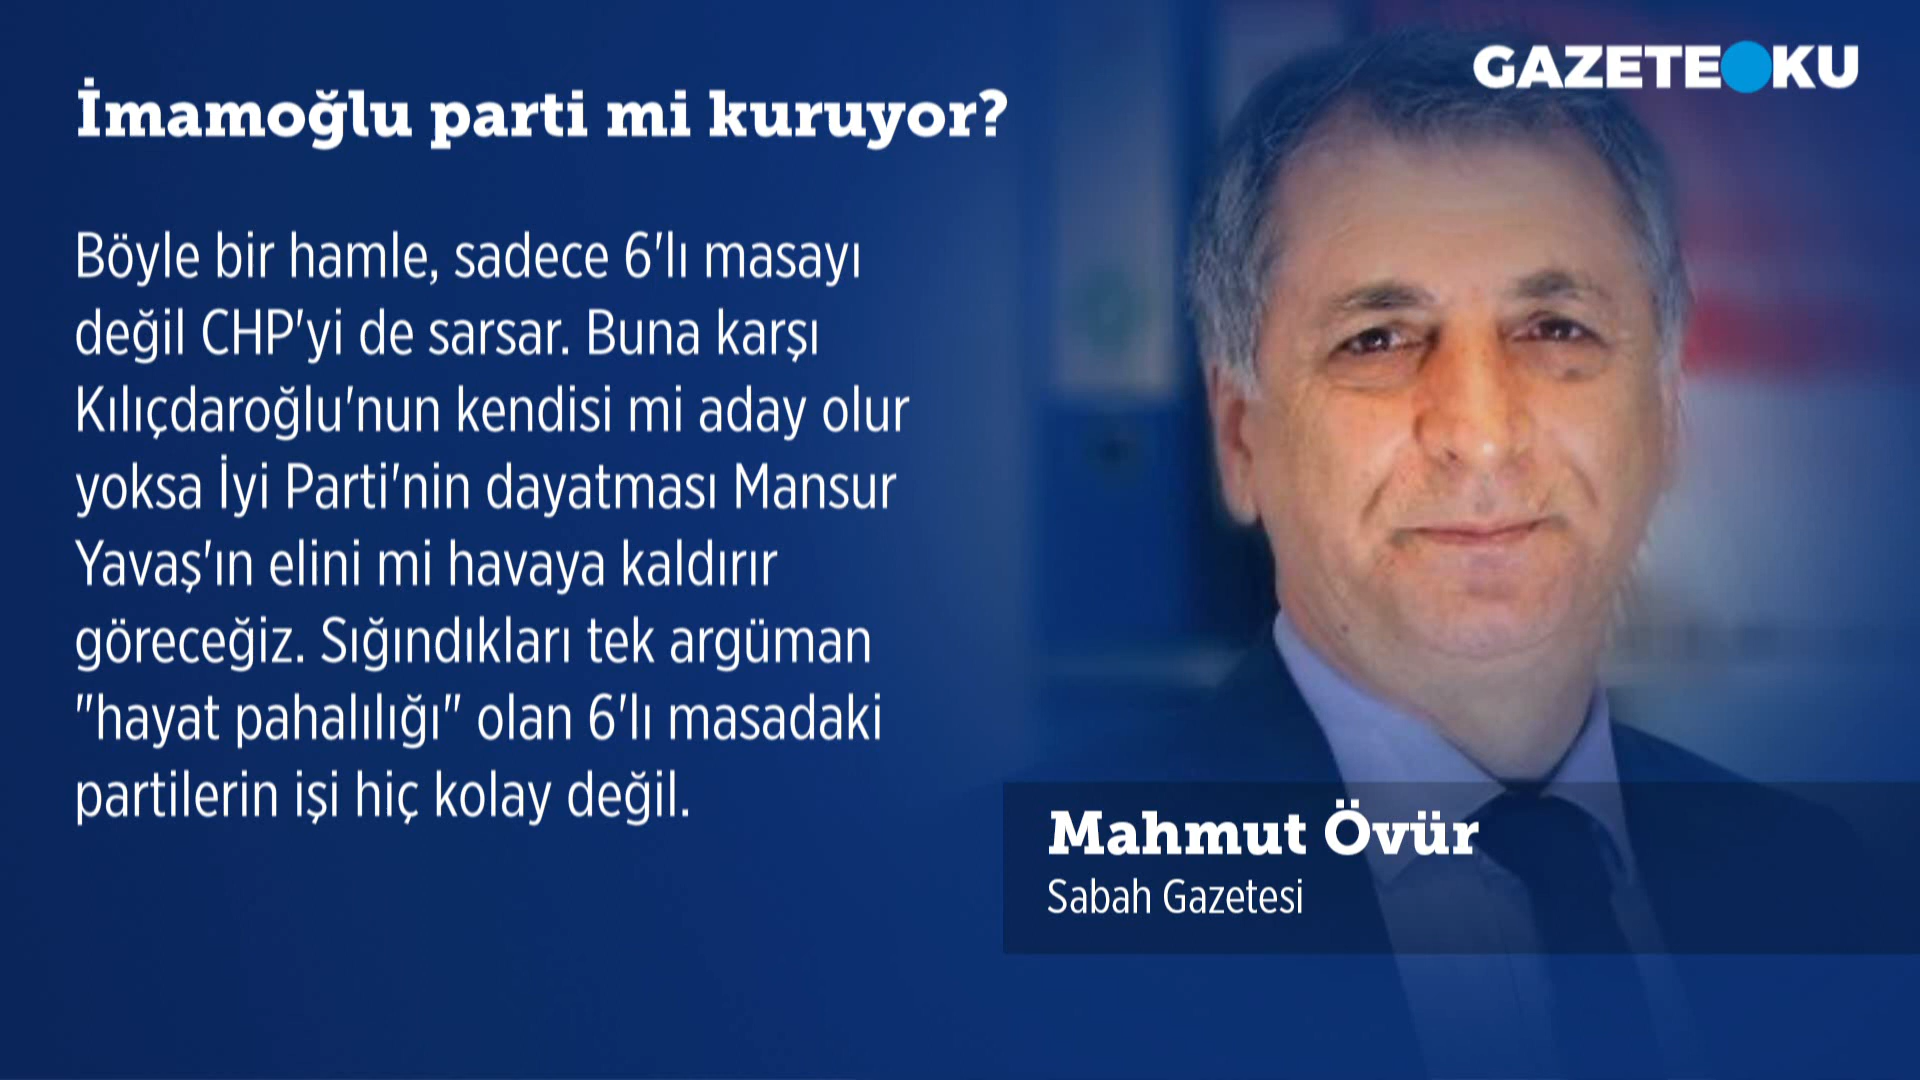 GAZETEOKU
İmamoğlu parti mi kuruyor?
Böyle bir hamle, sadece 6'lı masayı
değil CHP'yi de sarsar. Buna karşı
Kılıçdaroğlu'nun kendisi mi aday olur
yoksa İyi Parti'nin dayatması Mansur
Yavaş'ın elini mi havaya kaldırır
göreceğiz. Sığındıkları tek argüman
"hayat pahalılığı" olan 6'lı masadaki
partilerin işi hiç kolay değil.
Mahmut Övür
Sabah Gazetesi